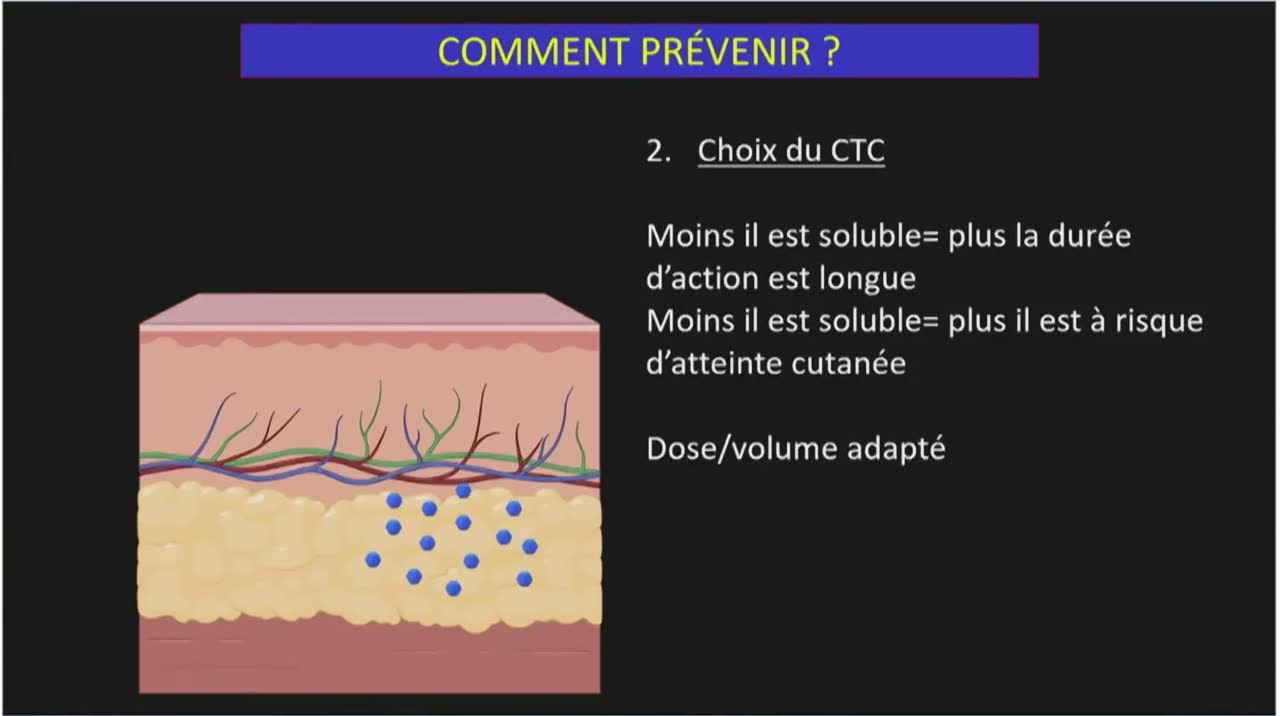 COMMENT PRÉVENIR ?
2. Choix du CTC
Moins il est soluble= plus la durée
d’action est longue
Moins il est soluble= plus il est à risque
d’atteinte cutanée
Dose/volume adapté